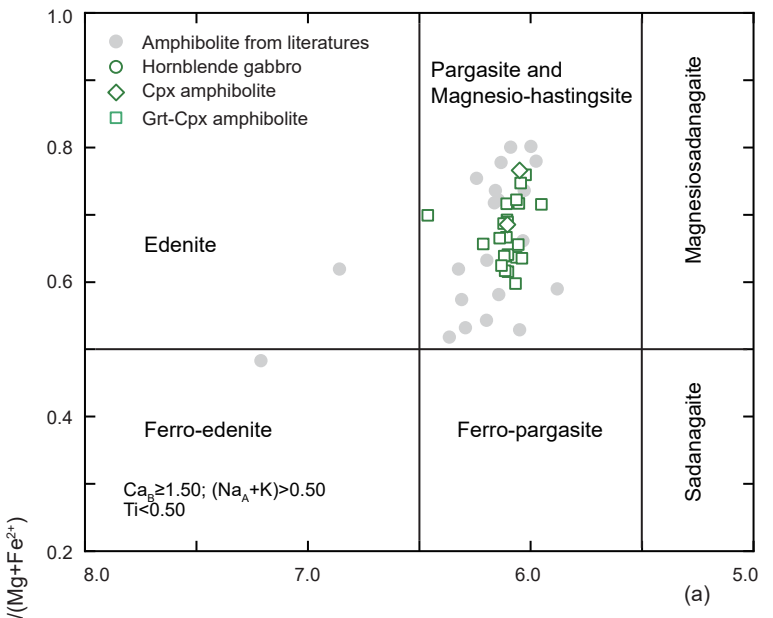 1.0
0.8
0.6
0.4
0.2
/(Mg+Fe²⁺)
Amphibolite from literatures
Hornblende gabbro
Cpx amphibolite
Grt-Cpx amphibolite
Pargasite and
Magnesio-hastingsite
Magnesiosadanagaite
Edenite
Ferro-edenite
Ferro-pargasite
Sadanagaite
Ca_B≥1.50; (Na_A+K)>0.50
Ti<0.50
8.0
7.0
6.0
5.0
(a)